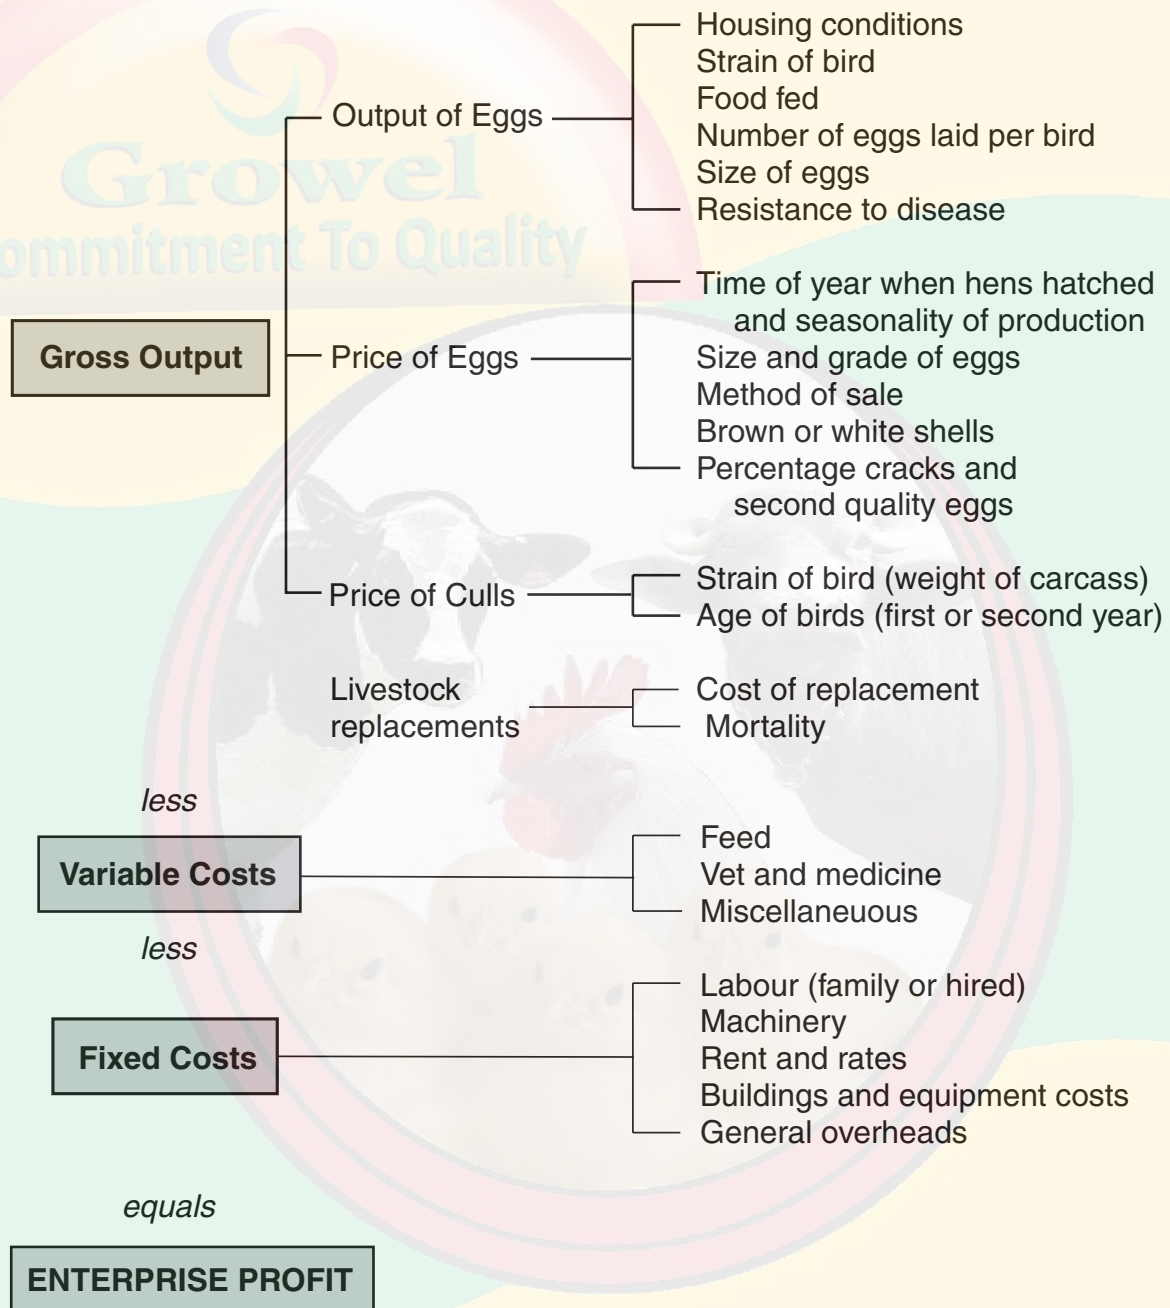 Growel
ommitment To Quality
Housing conditions
Strain of bird
Output of Eggs
Food fed
Number of eggs laid per bird
Size of eggs
Resistance to disease
Time of year when hens hatched
and seasonality of production
Gross Output
Price of Eggs
Size and grade of eggs
Method of sale
Brown or white shells
Percentage cracks and
second quality eggs
Price of Culls
Strain of bird (weight of carcass)
Age of birds (first or second year)
Livestock
replacements
Cost of replacement
Mortality
less
Variable Costs
Feed
Vet and medicine
Miscellaneuous
less
Fixed Costs
Labour (family or hired)
Machinery
Rent and rates
Buildings and equipment costs
General overheads
equals
ENTERPRISE PROFIT